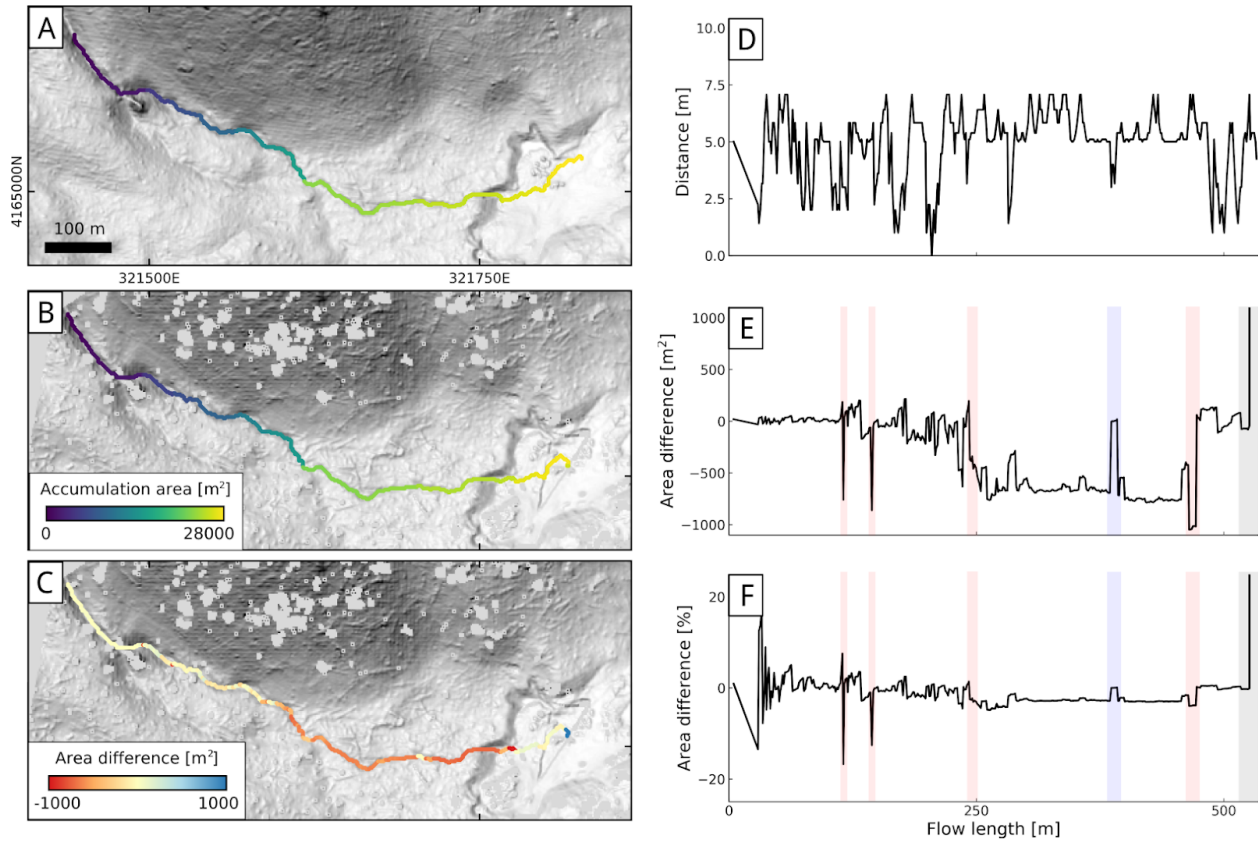 A
4165000N
100 m
321500E
321750E
B
Accumulation area [m²]
0
28000
C
Area difference [m²]
-1000
1000
D
10.0
7.5
5.0
2.5
0.0
Distance [m]
E
1000
500
0
−500
−1000
Area difference [m²]
F
20
0
−20
Area difference [%]
0
250
500
Flow length [m]